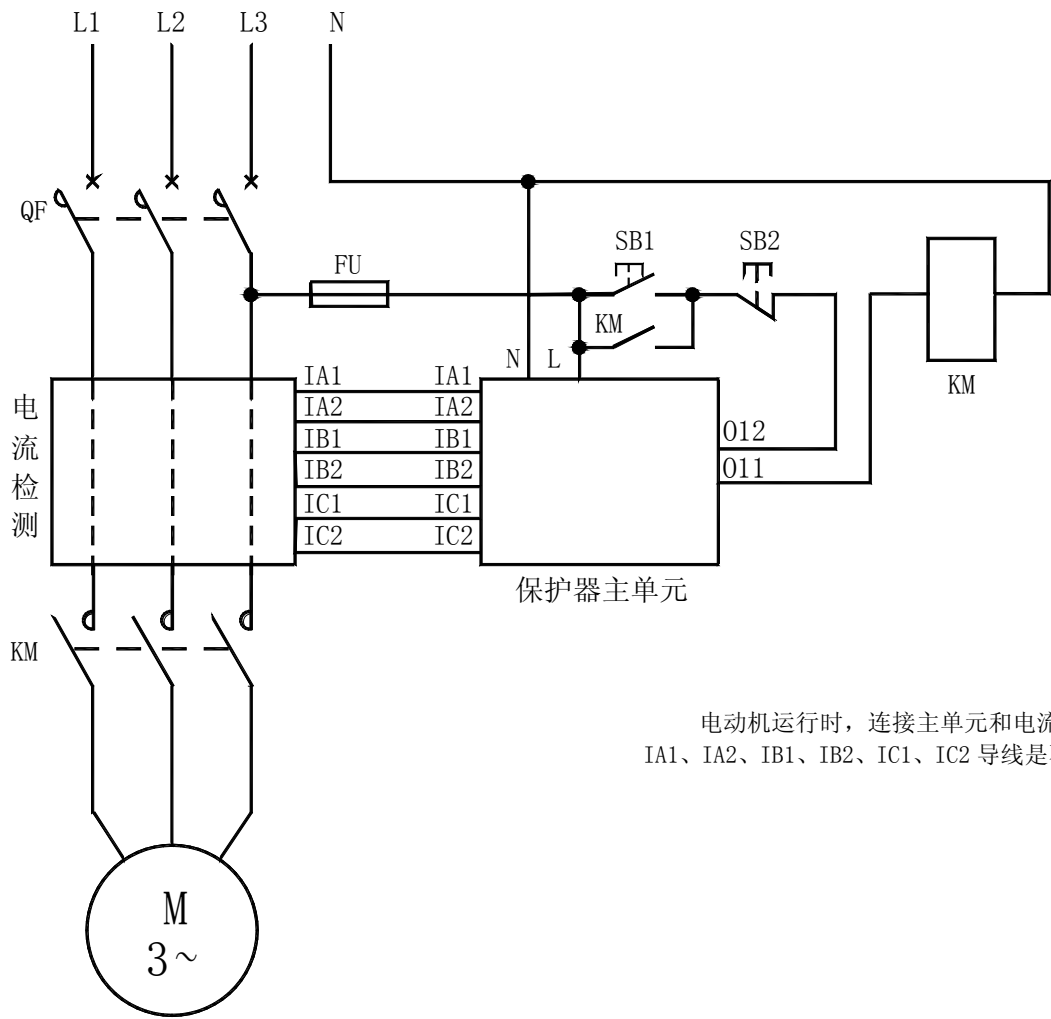 L1 L2 L3 N
QF
FU
SB1 SB2
KM
N L
KM
电流检测
IA1 IA1
IA2 IA2
IB1 IB1
IB2 IB2
IC1 IC1
IC2 IC2
O12
O11
保护器主单元
KM
电动机运行时，连接主单元和电流
IA1、IA2、IB1、IB2、IC1、IC2 导线是
M
3~